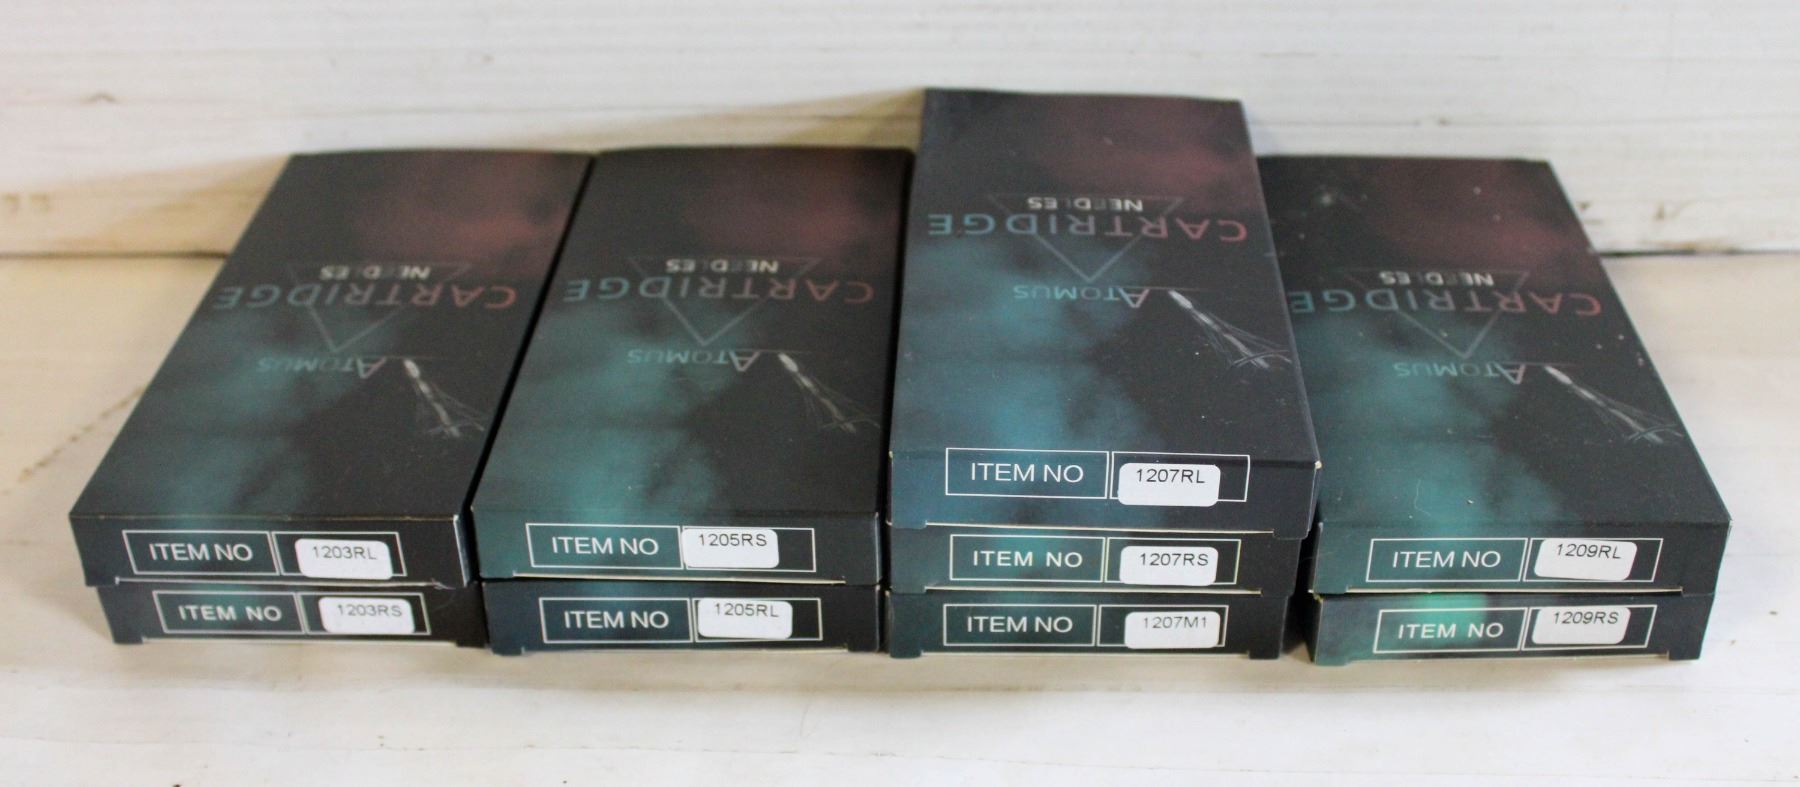 NEEDLES
CARTRIDGE
ATOMUS
ITEM NO 1203RL
ITEM NO 1203RS
NEEDLES
CARTRIDGE
ATOMUS
ITEM NO 1205RS
ITEM NO 1205RL
NEEDLES
CARTRIDGE
ATOMUS
ITEM NO 1207RL
ITEM NO 1207RS
ITEM NO 1207M1
NEEDLES
CARTRIDGE
ATOMUS
ITEM NO 1209RL
ITEM NO 1209RS